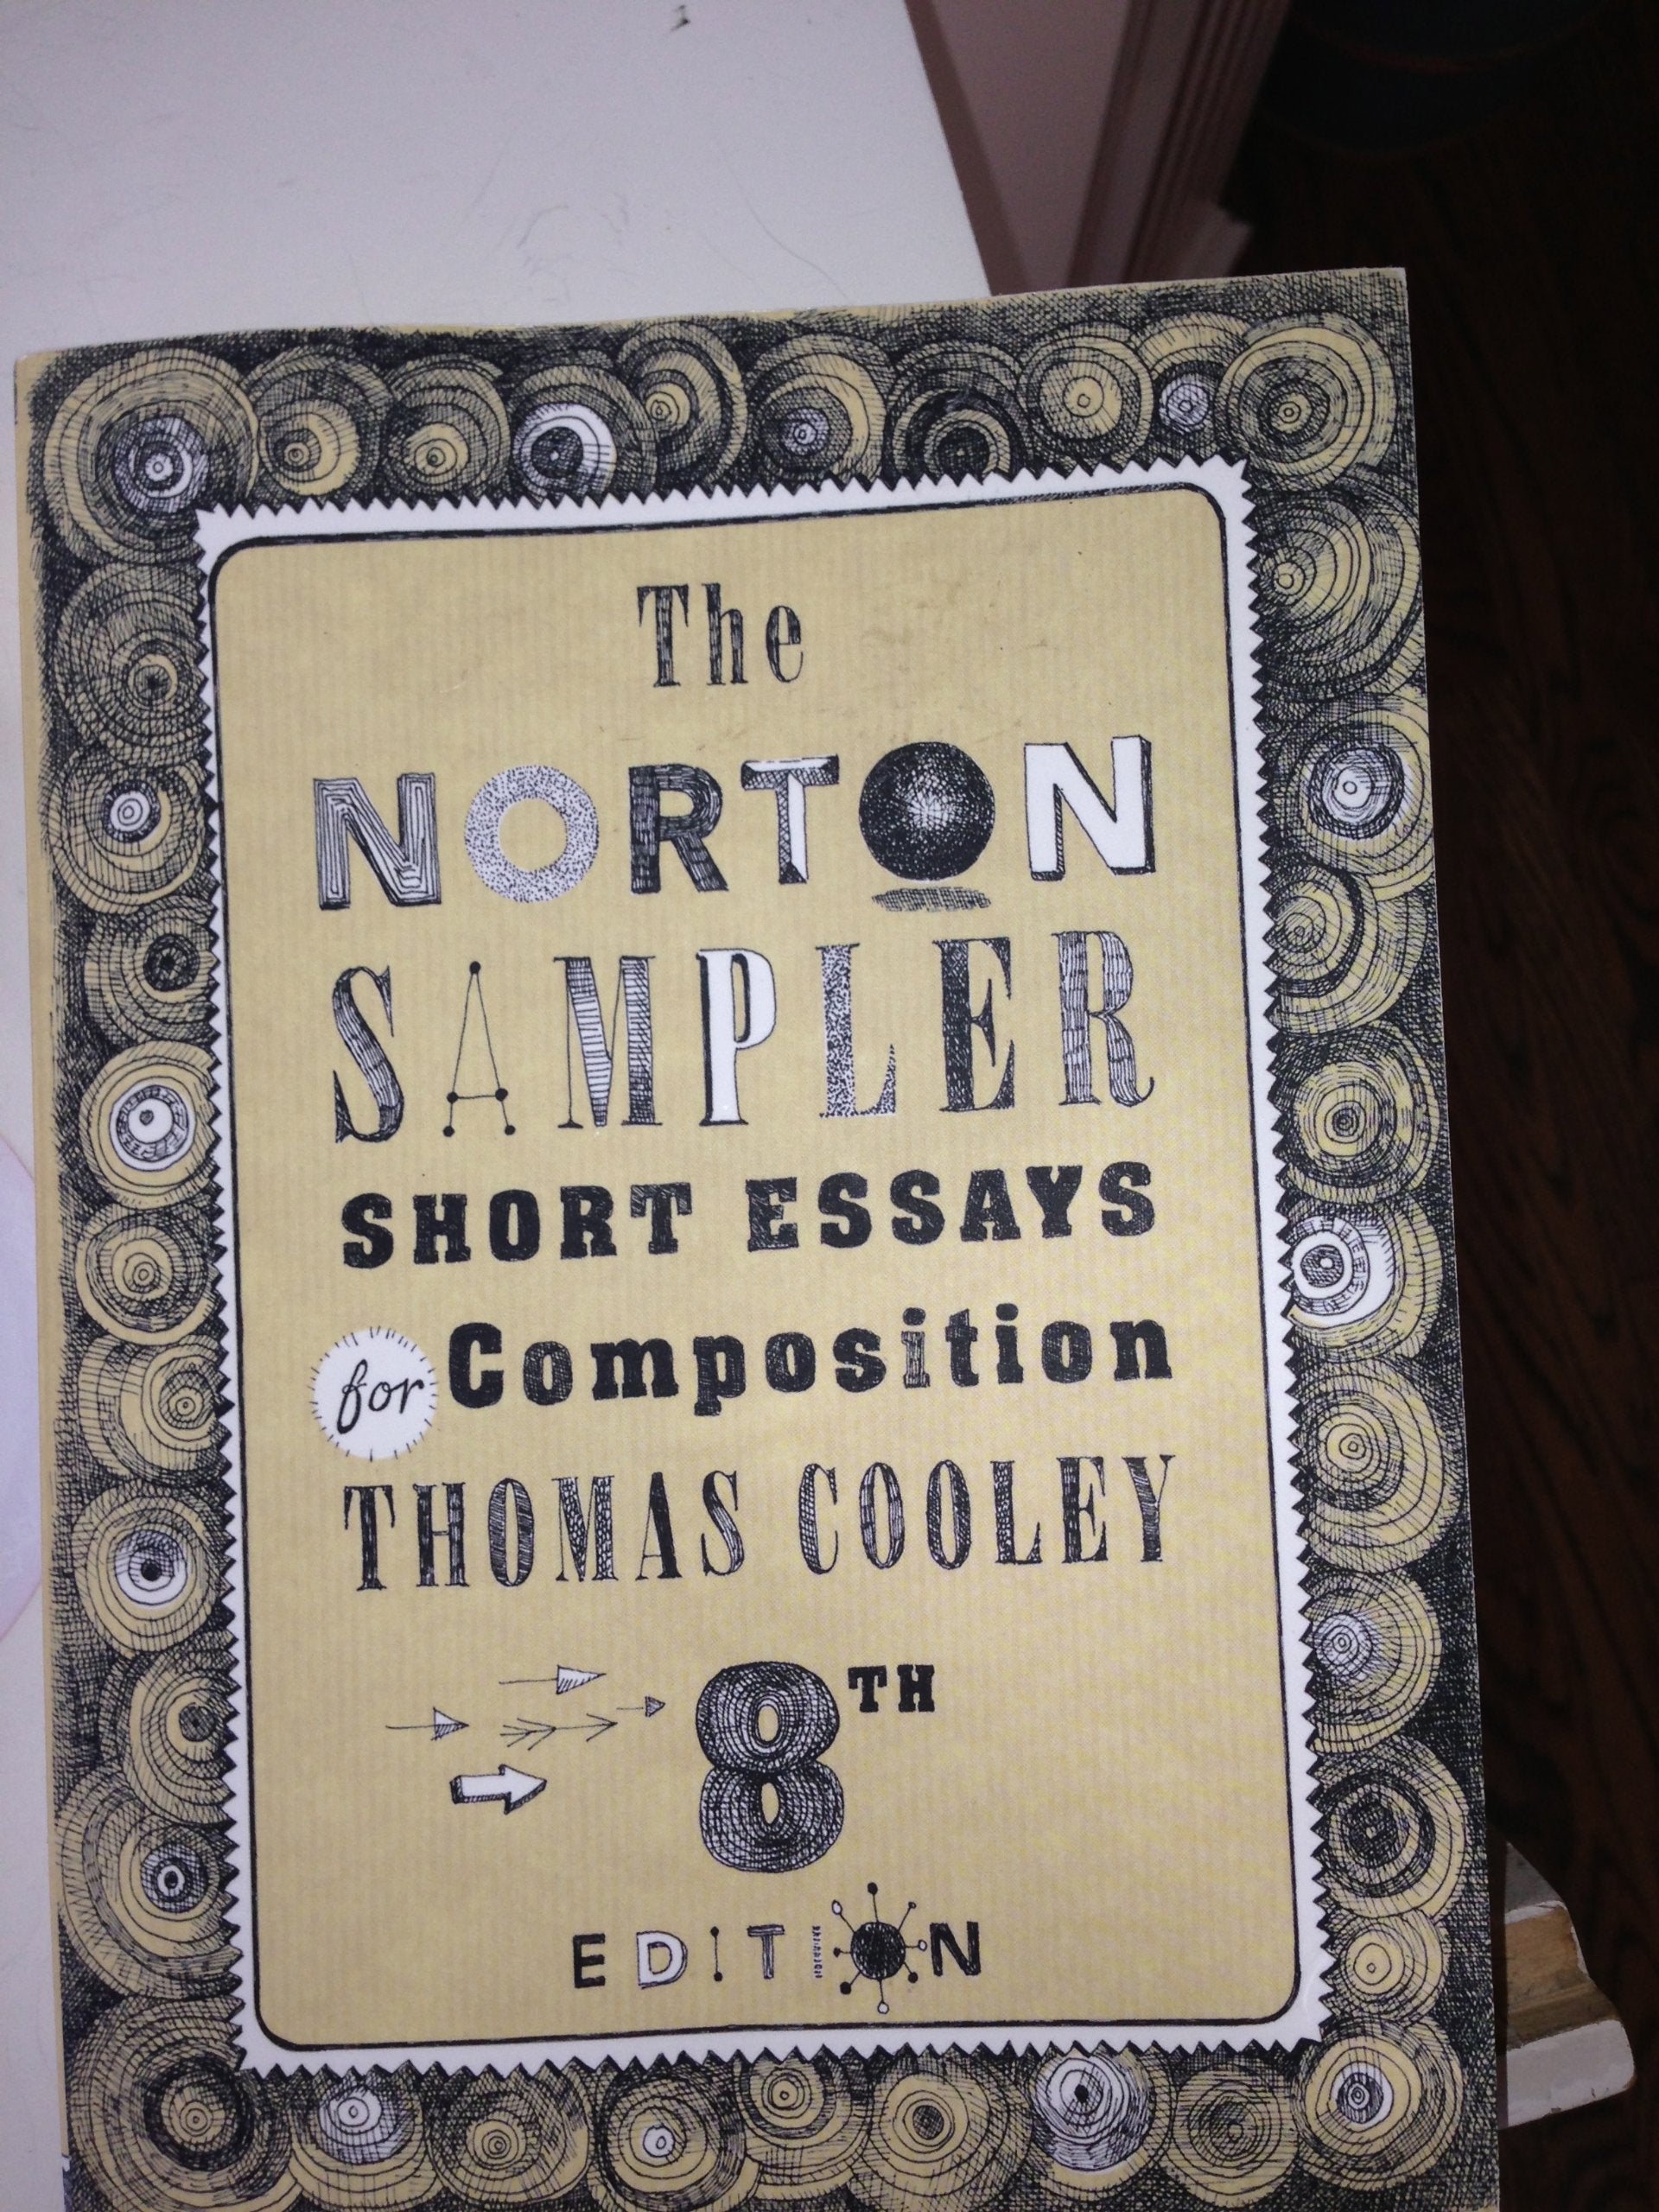 The
NORTON
SAMPLER
SHORT ESSAYS
for Composition
THOMAS COOLEY
8TH
EDITION